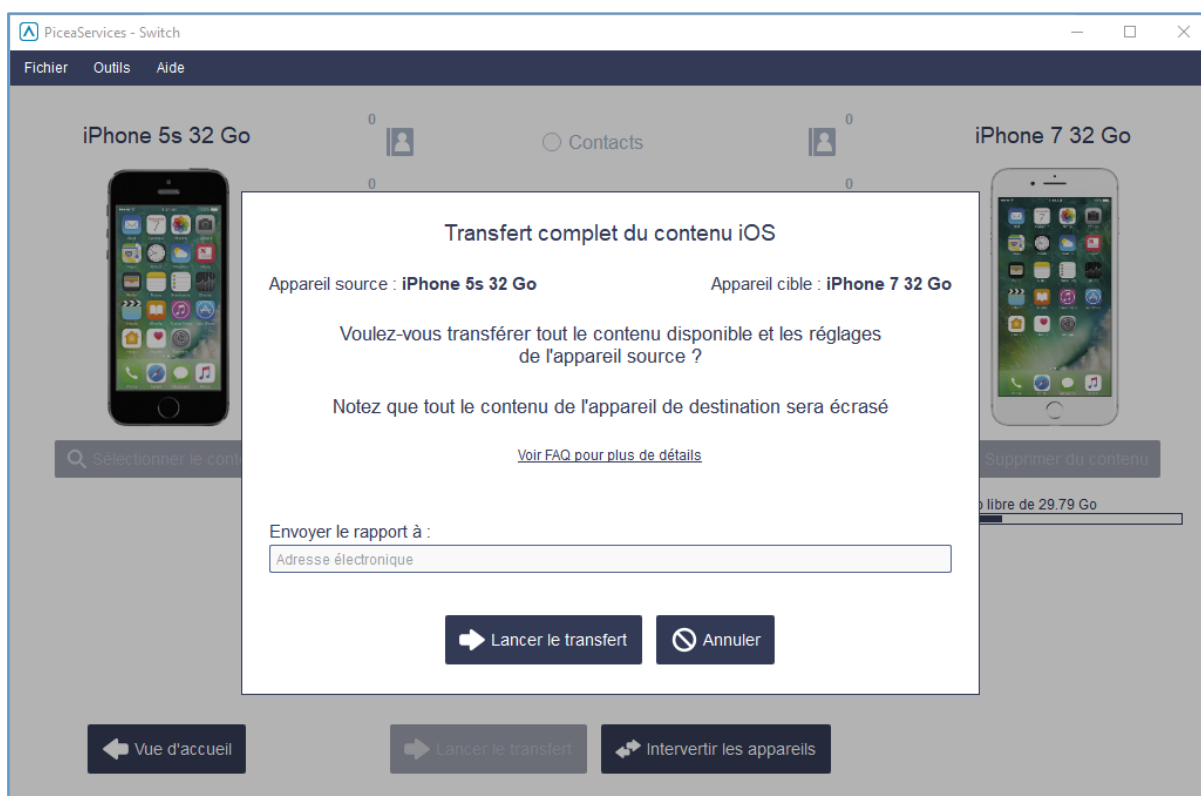 PiceaServices - Switch
Fichier Outils Aide
iPhone 5s 32 Go
0
Contacts
0
iPhone 7 32 Go
0
0
Transfert complet du contenu iOS
Appareil source : iPhone 5s 32 Go
Appareil cible : iPhone 7 32 Go
Voulez-vous transférer tout le contenu disponible et les réglages
de l'appareil source ?
Notez que tout le contenu de l'appareil de destination sera écrasé
Voir FAQ pour plus de détails
Sélectionner le
Supprimer du contenu
libre de 29.79 Go
Envoyer le rapport à :
Adresse électronique
Lancer le transfert
Annuler
Vue d'accueil
Lancer le transfert
Intervertir les appareils